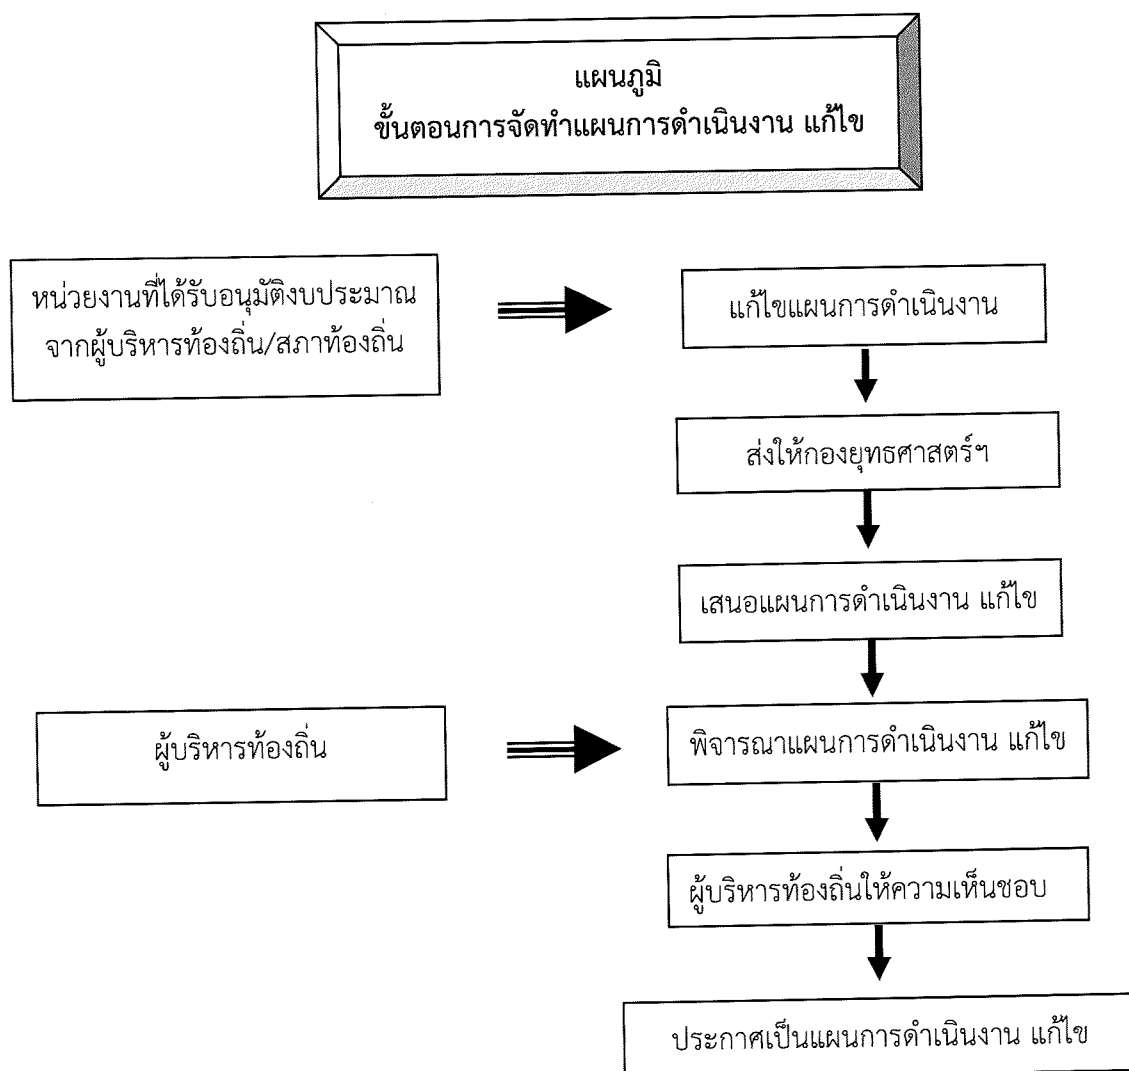 แผนภูมิ
ขั้นตอนการจัดทำแผนการดำเนินงาน แก้ไข
หน่วยงานที่ได้รับอนุมัติงบประมาณ
จากผู้บริหารท้องถิ่น/สภาท้องถิ่น
แก้ไขแผนการดำเนินงาน
ส่งให้กองยุทธศาสตร์ฯ
เสนอแผนการดำเนินงาน แก้ไข
ผู้บริหารท้องถิ่น
พิจารณาแผนการดำเนินงาน แก้ไข
ผู้บริหารท้องถิ่นให้ความเห็นชอบ
ประกาศเป็นแผนการดำเนินงาน แก้ไข